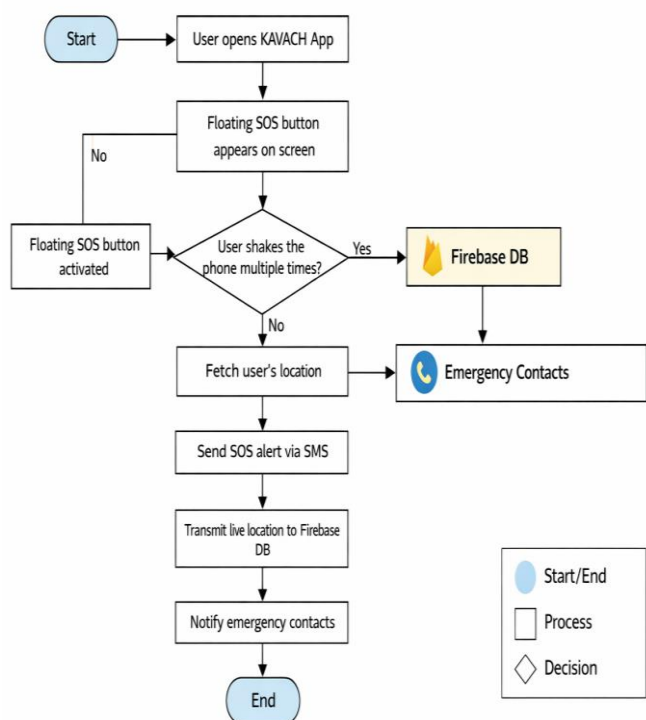 Start
User opens KAVACH App
Floating SOS button
appears on screen
No
Floating SOS button
activated
User shakes the
phone multiple times?
Yes
Firebase DB
No
Fetch user's location
Emergency Contacts
Send SOS alert via SMS
Transmit live location to Firebase
DB
Notify emergency contacts
End
Start/End
Process
Decision